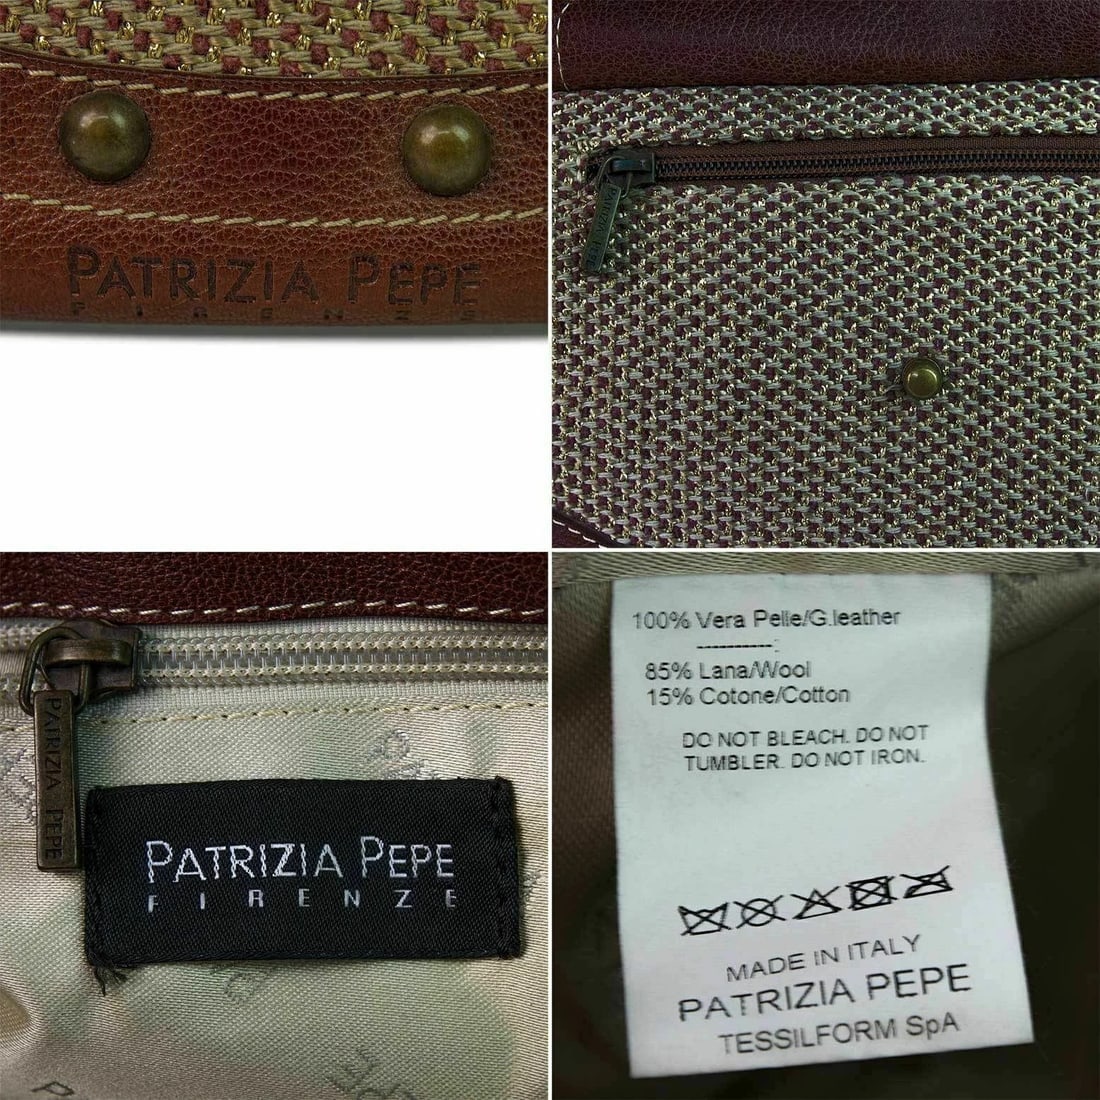 PATRIZIA PEPE
FIRENZE
PATRIZIA PEPE
PATRIZIA PEPE
FIRENZE
100% Vera Pelle/G.leather
85% Lana/Wool
15% Cotone/Cotton
DO NOT BLEACH. DO NOT
TUMBLER. DO NOT IRON.
MADE IN ITALY
PATRIZIA PEPE
TESSILFORM SpA